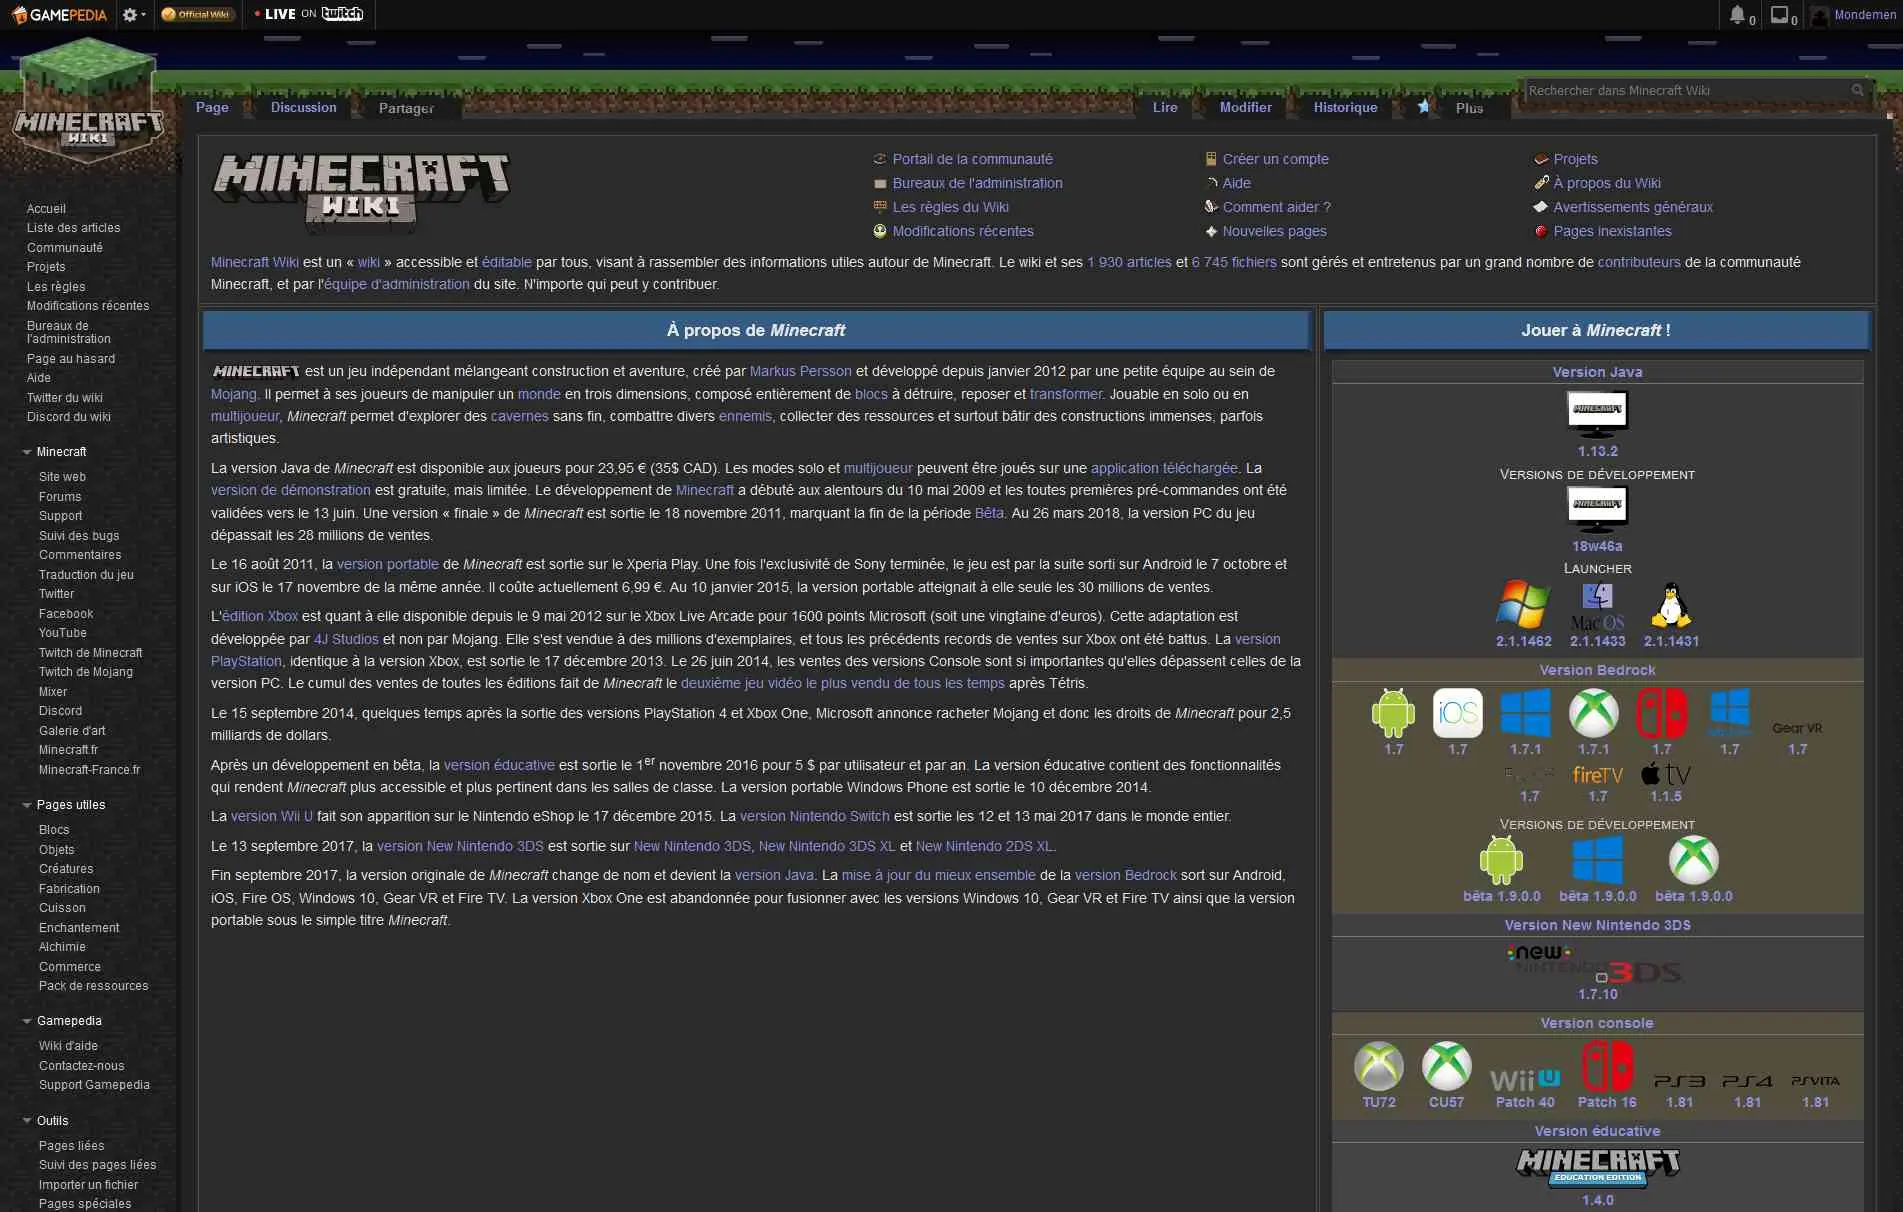 GAMEPEDIA
Official Wiki
• LIVE ON twitch
0
0
Mondemen
MINECRAFT
WIKI
Page
Discussion
Partager
Lire
Modifier
Historique
Plus
Rechercher dans Minecraft Wiki
Accueil
Liste des articles
Communauté
Projets
Les règles
Modifications récentes
Bureaux de
l'administration
Page au hasard
Aide
Twitter du wiki
Discord du wiki
Minecraft
Site web
Forums
Support
Suivi des bugs
Commentaires
Traduction du jeu
Twitter
Facebook
YouTube
Twitch de Minecraft
Twitch de Mojang
Mixer
Discord
Galerie d'art
Minecraft.fr
Minecraft-France.fr
Pages utiles
Blocs
Objets
Créatures
Fabrication
Cuisson
Enchantement
Alchimie
Commerce
Pack de ressources
Gamepedia
Wiki d'aide
Contactez-nous
Support Gamepedia
Outils
Pages liées
Suivi des pages liées
Importer un fichier
Pages spéciales
MINECRAFT
WIKI
Portail de la communauté
Bureaux de l'administration
Les règles du Wiki
Modifications récentes
Créer un compte
Aide
Comment aider ?
Nouvelles pages
Projets
À propos du Wiki
Avertissements généraux
Pages inexistantes
Minecraft Wiki est un « wiki » accessible et éditable par tous, visant à rassembler des informations utiles autour de Minecraft. Le wiki et ses 1 930 articles et 6 745 fichiers sont gérés et entretenus par un grand nombre de contributeurs de la communauté
Minecraft, et par l'équipe d'administration du site. N'importe qui peut y contribuer.
À propos de Minecraft
MINECRAFT est un jeu indépendant mélangeant construction et aventure, créé par Markus Persson et développé depuis janvier 2012 par une petite équipe au sein de
Mojang. Il permet à ses joueurs de manipuler un monde en trois dimensions, composé entièrement de blocs à détruire, reposer et transformer. Jouable en solo ou en
multijoueur, Minecraft permet d'explorer des cavernes sans fin, combattre divers ennemis, collecter des ressources et surtout bâtir des constructions immenses, parfois
artistiques.
La version Java de Minecraft est disponible aux joueurs pour 23,95 € (35$ CAD). Les modes solo et multijoueur peuvent être joués sur une application téléchargée. La
version de démonstration est gratuite, mais limitée. Le développement de Minecraft a débuté aux alentours du 10 mai 2009 et les toutes premières pré-commandes ont été
validées vers le 13 juin. Une version « finale » de Minecraft est sortie le 18 novembre 2011, marquant la fin de la période Bêta. Au 26 mars 2018, la version PC du jeu
dépassait les 28 millions de ventes.
Le 16 août 2011, la version portable de Minecraft est sortie sur le Xperia Play. Une fois l'exclusivité de Sony terminée, le jeu est par la suite sorti sur Android le 7 octobre et
sur iOS le 17 novembre de la même année. Il coûte actuellement 6,99 €. Au 10 janvier 2015, la version portable atteignait à elle seule les 30 millions de ventes.
L'édition Xbox est quant à elle disponible depuis le 9 mai 2012 sur le Xbox Live Arcade pour 1600 points Microsoft (soit une vingtaine d'euros). Cette adaptation est
développée par 4J Studios et non par Mojang. Elle s'est vendue à des millions d'exemplaires, et tous les précédents records de ventes sur Xbox ont été battus. La version
PlayStation, identique à la version Xbox, est sortie le 17 décembre 2013. Le 26 juin 2014, les ventes des versions Console sont si importantes qu'elles dépassent celles de la
version PC. Le cumul des ventes de toutes les éditions fait de Minecraft le deuxième jeu vidéo le plus vendu de tous les temps après Tétris.
Le 15 septembre 2014, quelques temps après la sortie des versions PlayStation 4 et Xbox One, Microsoft annonce racheter Mojang et donc les droits de Minecraft pour 2,5
milliards de dollars.
Après un développement en bêta, la version éducative est sortie le 1er novembre 2016 pour 5 $ par utilisateur et par an. La version éducative contient des fonctionnalités
qui rendent Minecraft plus accessible et plus pertinent dans les salles de classe. La version portable Windows Phone est sortie le 10 décembre 2014.
La version Wii U fait son apparition sur le Nintendo eShop le 17 décembre 2015. La version Nintendo Switch est sortie les 12 et 13 mai 2017 dans le monde entier.
Le 13 septembre 2017, la version New Nintendo 3DS est sortie sur New Nintendo 3DS, New Nintendo 3DS XL et New Nintendo 2DS XL.
Fin septembre 2017, la version originale de Minecraft change de nom et devient la version Java. La mise à jour du mieux ensemble de la version Bedrock sort sur Android,
iOS, Fire OS, Windows 10, Gear VR et Fire TV. La version Xbox One est abandonnée pour fusionner avec les versions Windows 10, Gear VR et Fire TV ainsi que la version
portable sous le simple titre Minecraft.
Jouer à Minecraft !
Version Java
MINECRAFT
1.13.2
VERSIONS DE DÉVELOPPEMENT
MINECRAFT
18w46a
LAUNCHER
Mac OS
2.1.1462 2.1.1433 2.1.1431
Version Bedrock
iOS
Gear VR
1.7 1.7 1.7.1 1.7.1 1.7 1.7 1.7
fireTV tv
1.7 1.7 1.1.5
VERSIONS DE DÉVELOPPEMENT
bêta 1.9.0.0 bêta 1.9.0.0 bêta 1.9.0.0
Version New Nintendo 3DS
new
NINTENDO 3DS
1.7.10
Version console
Wii U PS3 PS4 PSVITA
TU72 CU57 Patch 40 Patch 16 1.81 1.81 1.81
Version éducative
MINECRAFT
EDUCATION EDITION
1.4.0